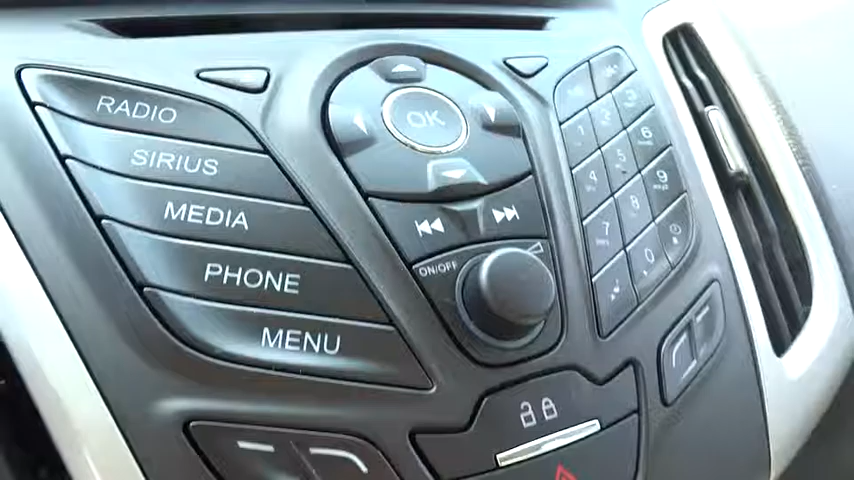 RADIO
SIRIUS
MEDIA
PHONE
MENU
OK
ON/OFF
1 2 3
4 5 6
7 8 9
0